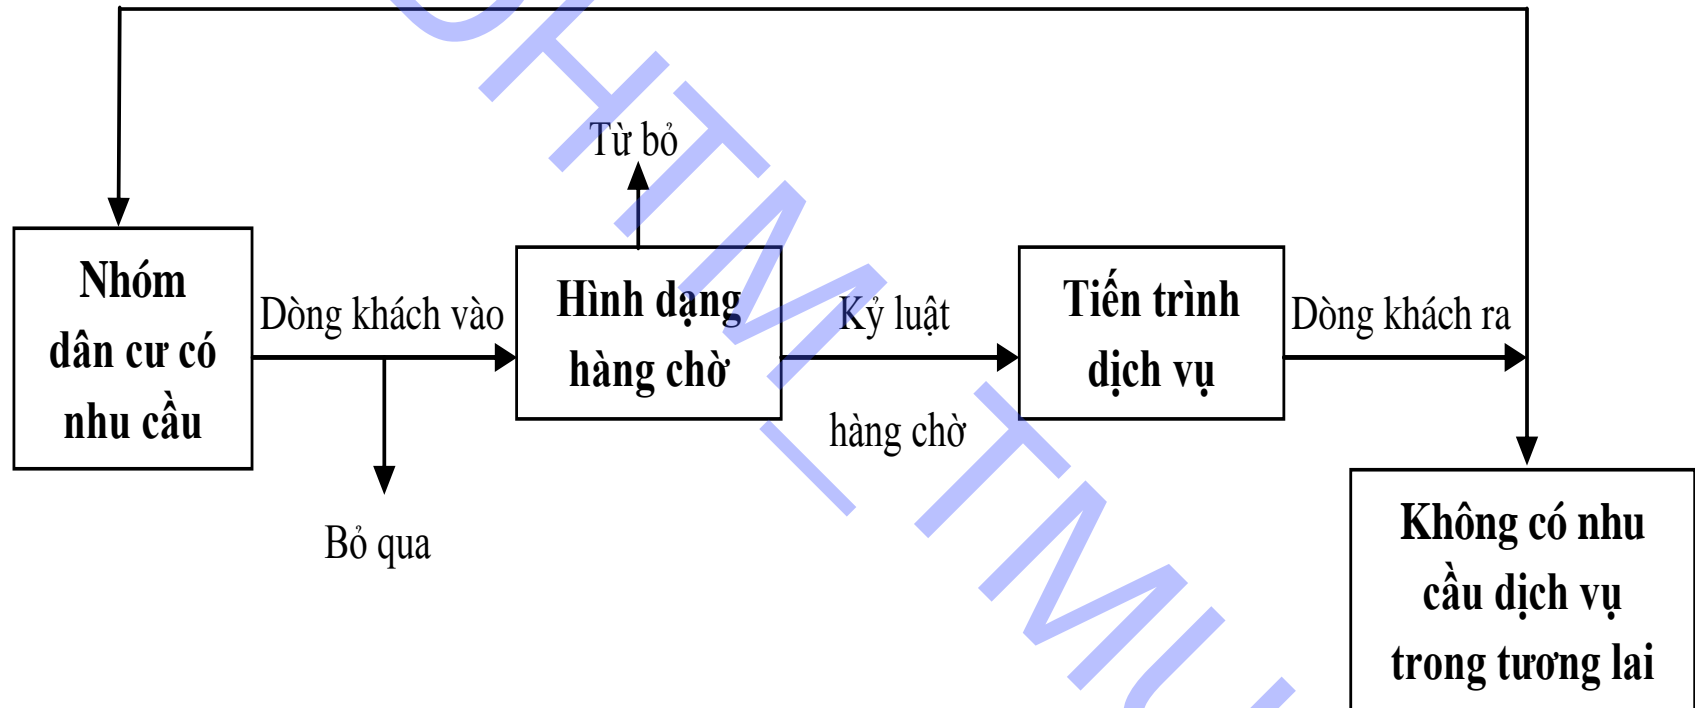 Từ bỏ
Nhóm
dân cư có
nhu cầu
Dòng khách vào
Bỏ qua
Hình dạng
hàng chờ
Kỷ luật
hàng chờ
Tiến trình
dịch vụ
Dòng khách ra
Không có nhu
cầu dịch vụ
trong tương lai
DHTM_TMU